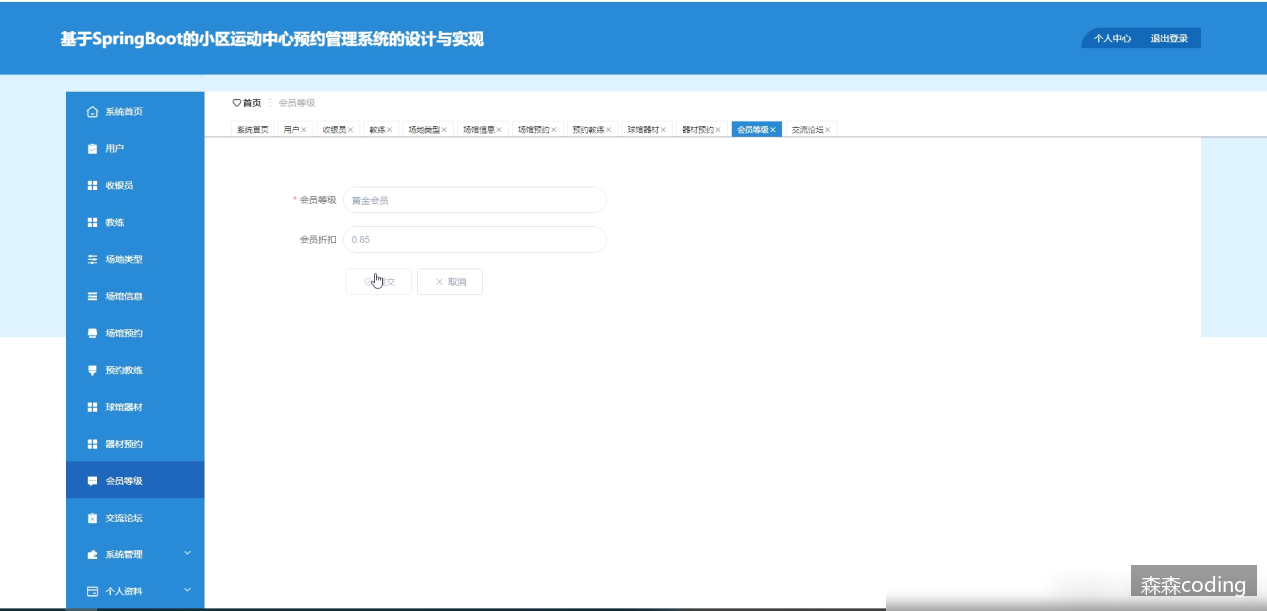 基于SpringBoot的小区运动中心预约管理系统的设计与实现
个人中心 退出登录
系统首页
用户
收银员
教练
场地类型
场馆信息
场馆预约
预约教练
球馆器材
器材预约
会员等级
交流论坛
系统管理
个人资料
首页 会员等级
系统首页 用户× 收银员× 教练× 场地类型× 场馆信息× 场馆预约× 预约教练× 球馆器材× 器材预约× 会员等级× 交流论坛×
* 会员等级 黄金会员
会员折扣 0.85
交 × 取消
森森coding